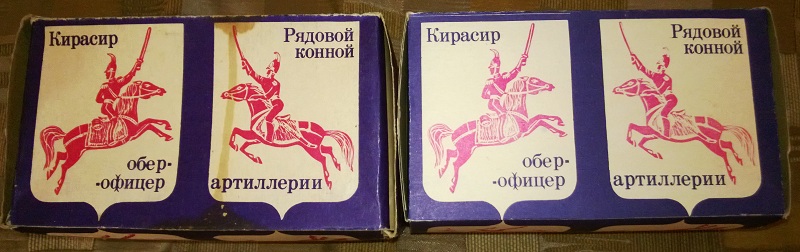 Кирасир
обер-
-офицер
Рядовой
конной
артиллерии
Кирасир
обер-
-офицер
Рядовой
конной
артиллерии